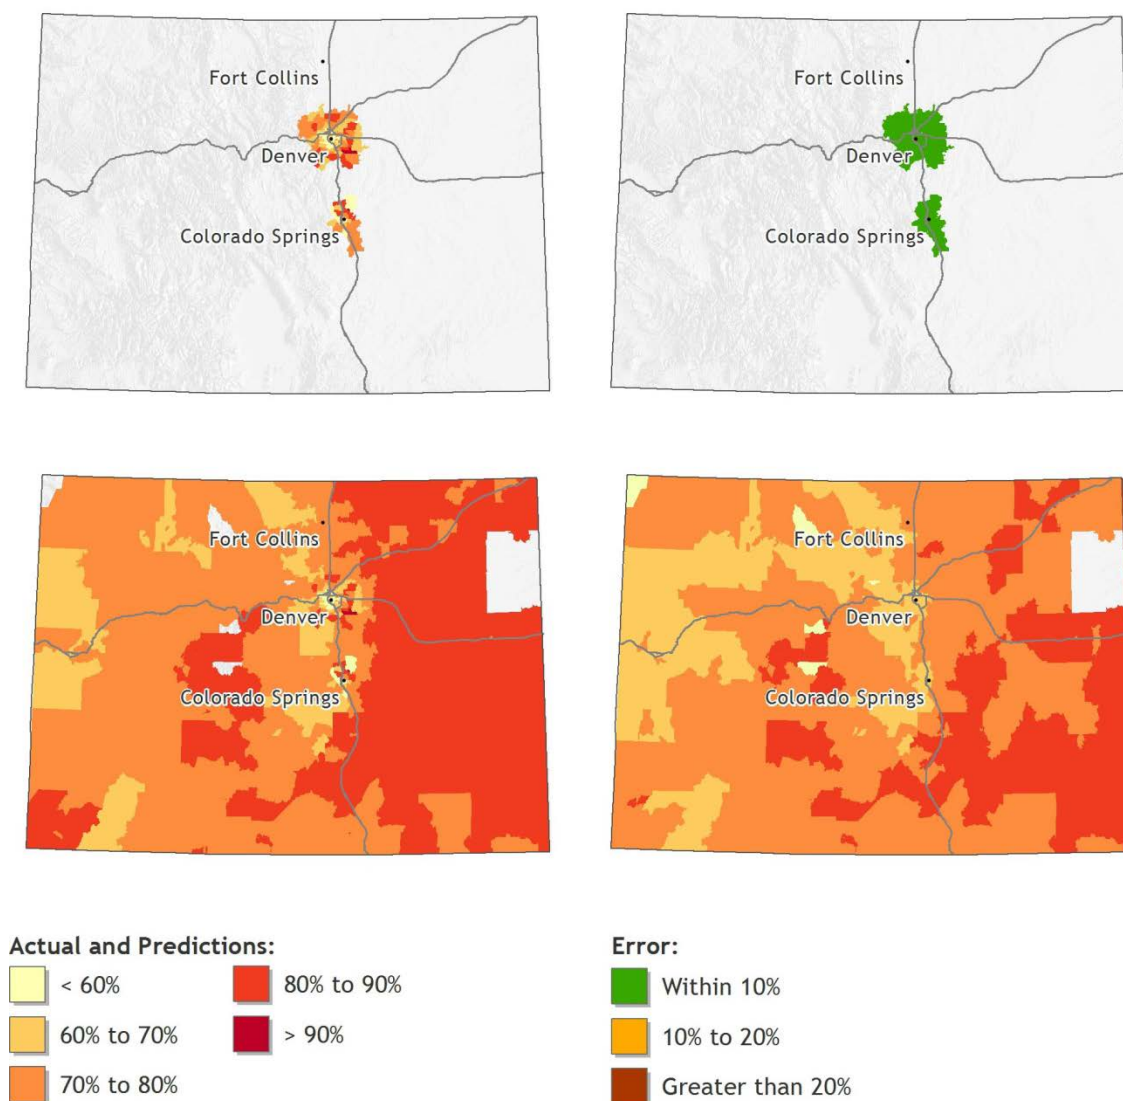 Fort Collins
Denver
Colorado Springs
Fort Collins
Denver
Colorado Springs
Fort Collins
Denver
Colorado Springs
Fort Collins
Denver
Colorado Springs
Actual and Predictions:
< 60%
60% to 70%
70% to 80%
80% to 90%
> 90%
Error:
Within 10%
10% to 20%
Greater than 20%